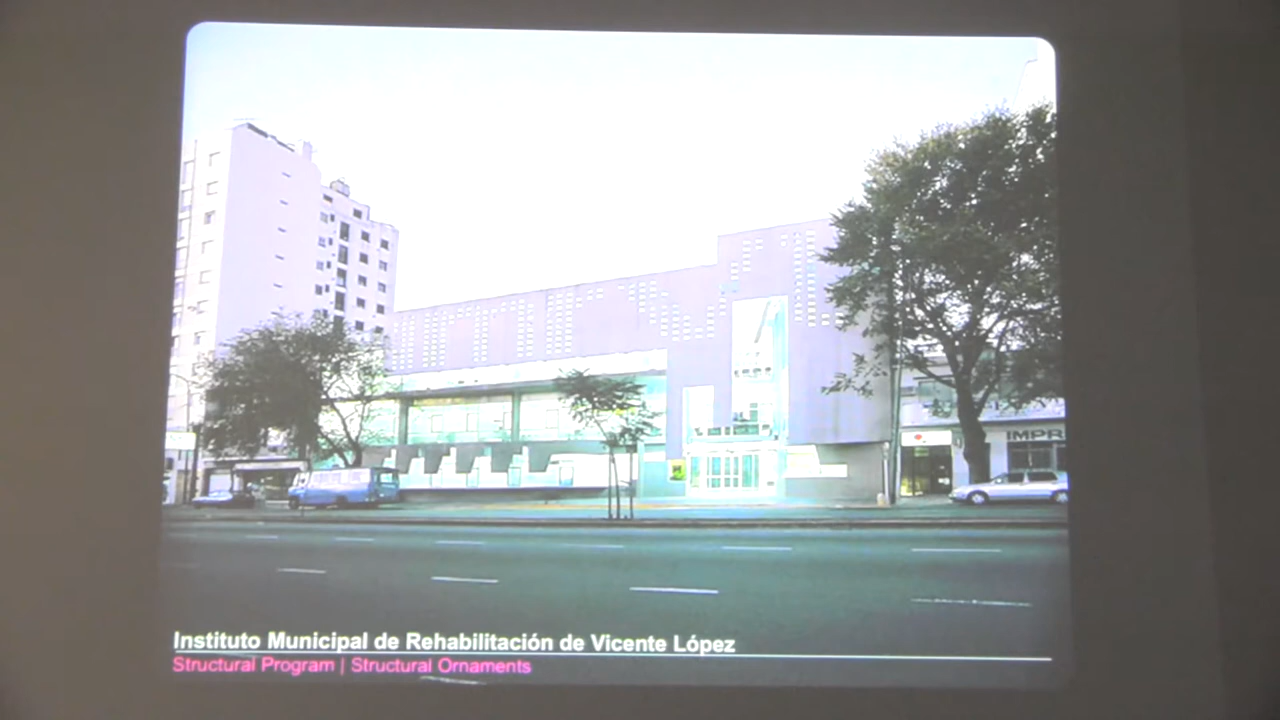 IMPR
Instituto Municipal de Rehabilitación de Vicente López
Structural Program | Structural Ornaments